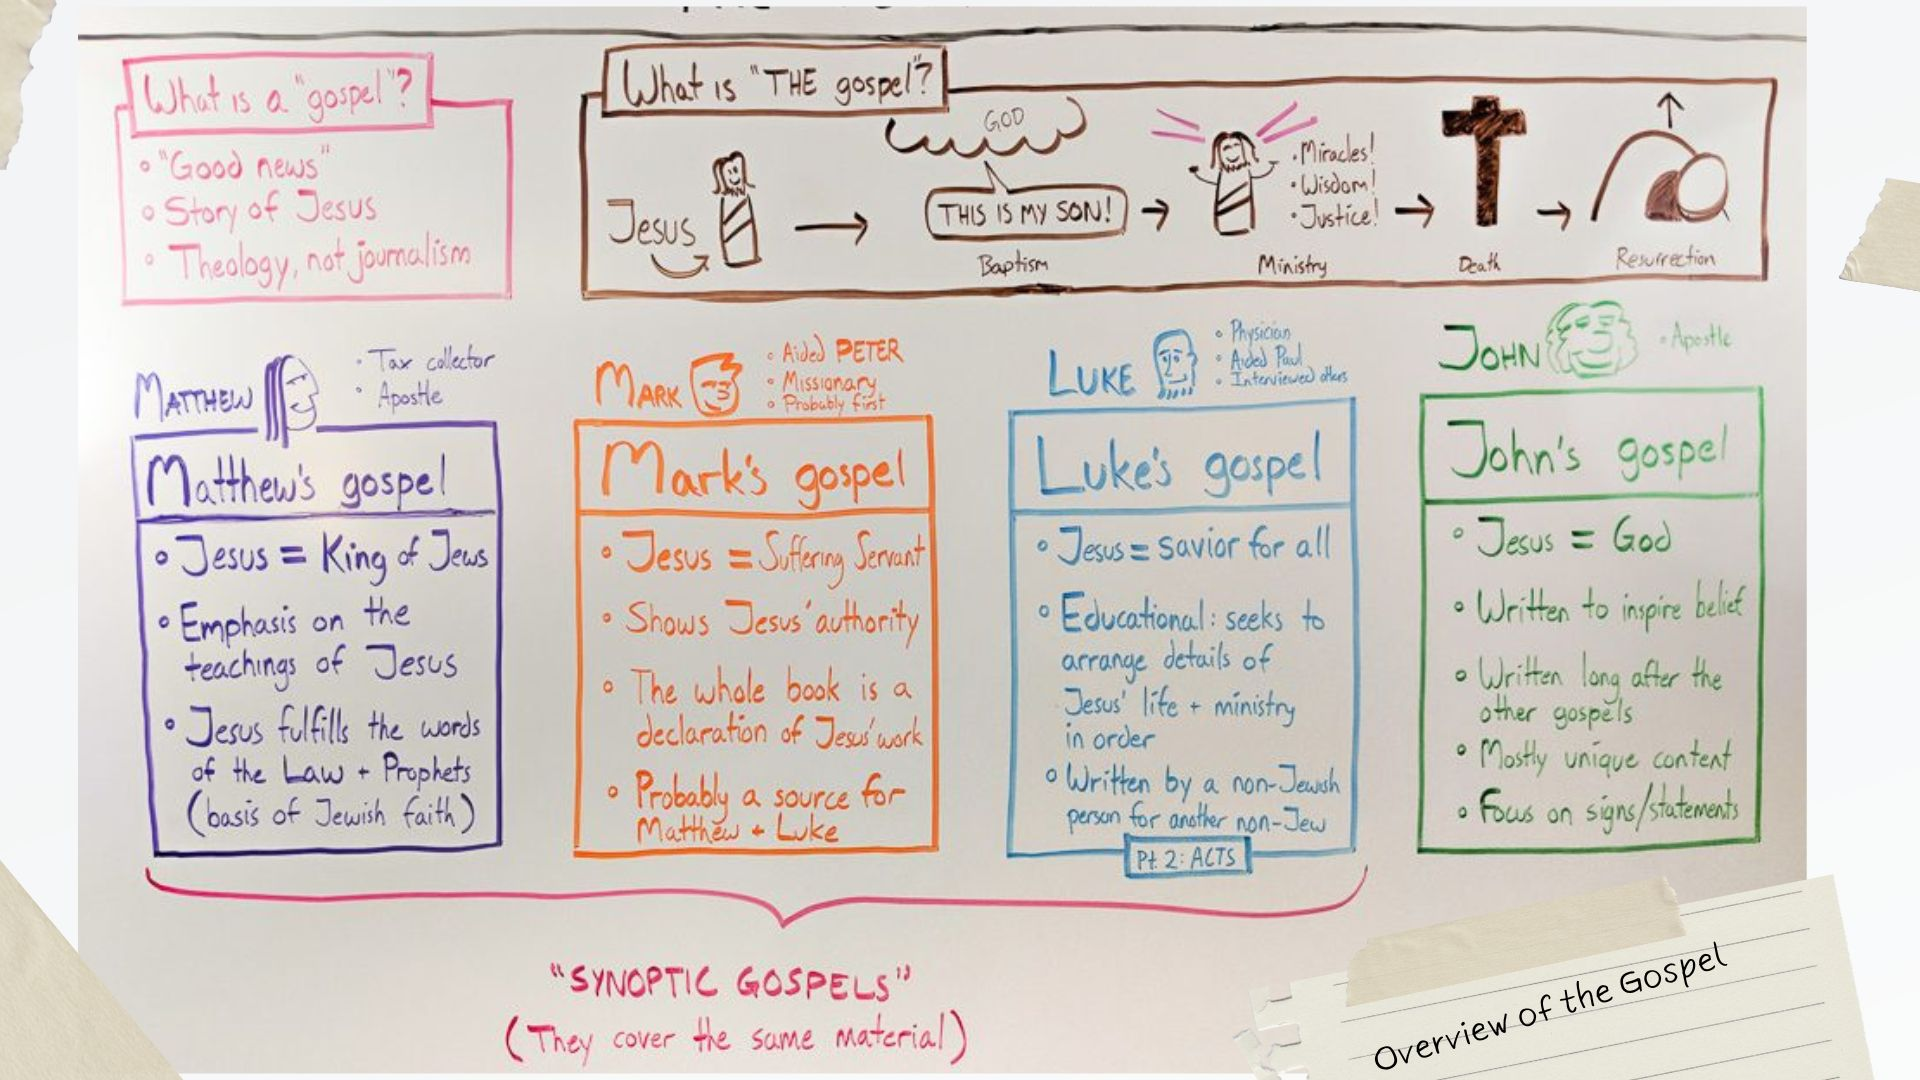 What is a "gospel"?
"Good news"
Story of Jesus
Theology, not journalism
What is "THE gospel"?
Jesus
GOD
THIS IS MY SON!
Baptism
Miracles!
Wisdom!
Justice!
Ministry
Death
Resurrection
MATTHEW
Tax collector
Apostle
Matthew's gospel
Jesus = King of Jews
Emphasis on the
teachings of Jesus
Jesus fulfills the words
of the Law + Prophets
(basis of Jewish faith)
MARK
Aided PETER
Missionary
Probably first
Mark's gospel
Jesus = Suffering Servant
Shows Jesus' authority
The whole book is a
declaration of Jesus' work
Probably a source for
Matthew + Luke
LUKE
Physician
Aided Paul
Interviewed others
Luke's gospel
Jesus = savior for all
Educational: seeks to
arrange details of
Jesus' life + ministry
in order
Written by a non-Jewish
person for another non-Jew
Pt. 2: ACTS
JOHN
Apostle
John's gospel
Jesus = God
Written to inspire belief
Written long after the
other gospels
Mostly unique content
Focus on signs/statements
"SYNOPTIC GOSPELS"
(They cover the same material)
Overview of the Gospel